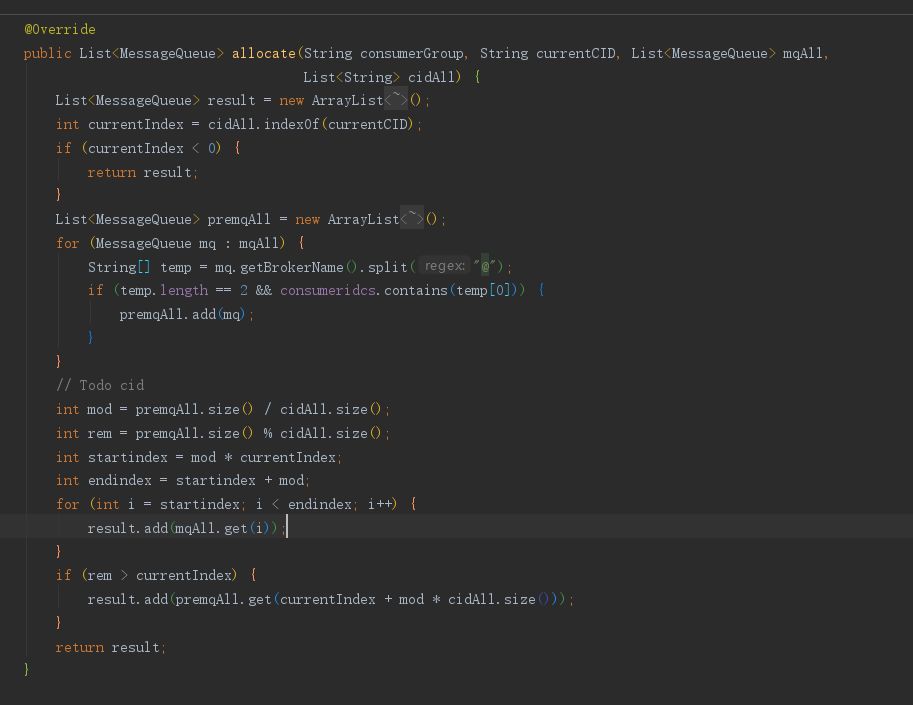 @Override
public List<MessageQueue> allocate(String consumerGroup, String currentCID, List<MessageQueue> mqAll,
List<String> cidAll) {
List<MessageQueue> result = new ArrayList<~>();
int currentIndex = cidAll.indexOf(currentCID);
if (currentIndex < 0) {
return result;
}
List<MessageQueue> premqAll = new ArrayList<~>();
for (MessageQueue mq : mqAll) {
String[] temp = mq.getBrokerName().split( regex: "@");
if (temp.length == 2 && consumeridcs.contains(temp[0])) {
premqAll.add(mq);
}
}
// Todo cid
int mod = premqAll.size() / cidAll.size();
int rem = premqAll.size() % cidAll.size();
int startindex = mod * currentIndex;
int endindex = startindex + mod;
for (int i = startindex; i < endindex; i++) {
result.add(mqAll.get(i));
}
if (rem > currentIndex) {
result.add(premqAll.get(currentIndex + mod * cidAll.size()));
}
return result;
}